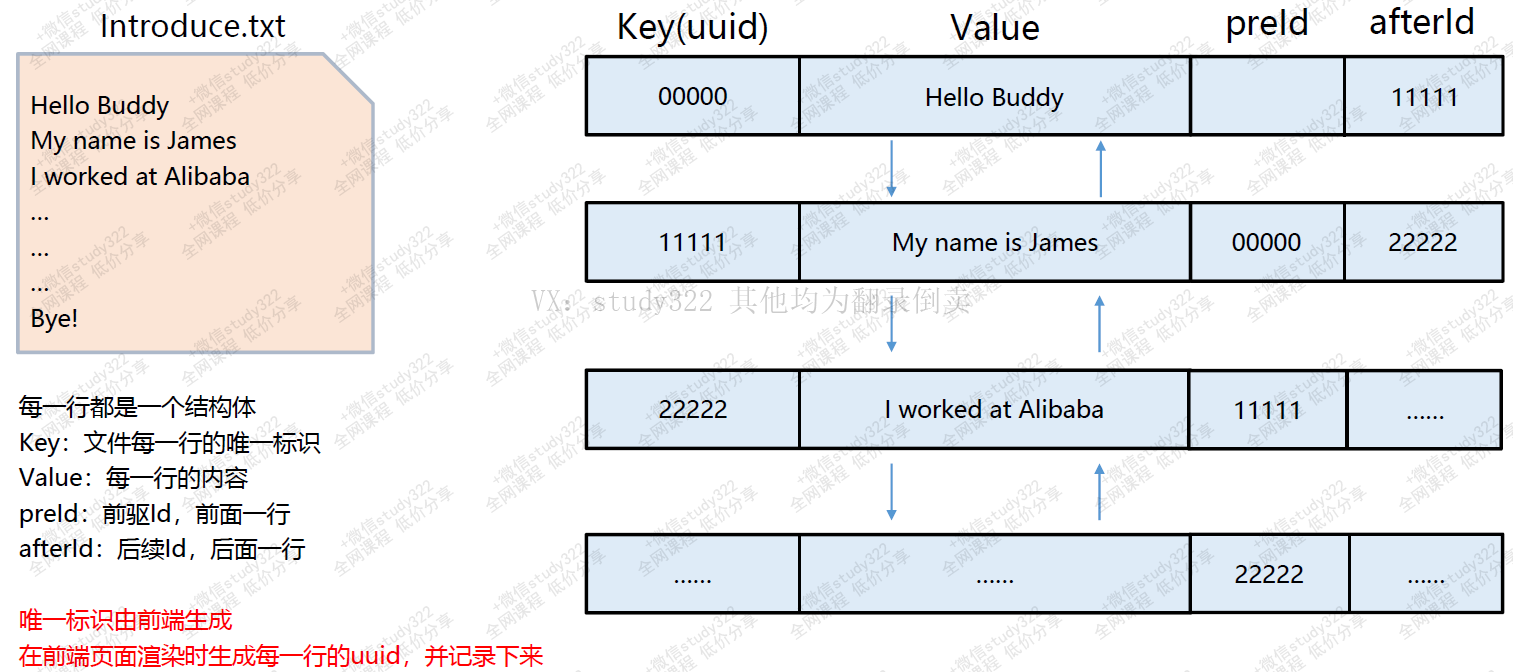 Introduce.txt
Hello Buddy
My name is James
I worked at Alibaba
...
...
...
Bye!
每一行都是一个结构体
Key：文件每一行的唯一标识
Value：每一行的内容
preId：前驱Id，前面一行
afterId：后续Id，后面一行
唯一标识由前端生成
在前端页面渲染时生成每一行的uuid，并记录下来
Key(uuid) Value preId afterId
00000 Hello Buddy 11111
11111 My name is James 00000 22222
VX：study322 其他均为翻录倒卖
22222 I worked at Alibaba 11111 ......
...... ...... 22222 ......
+微信study322
全网课程 低价分享